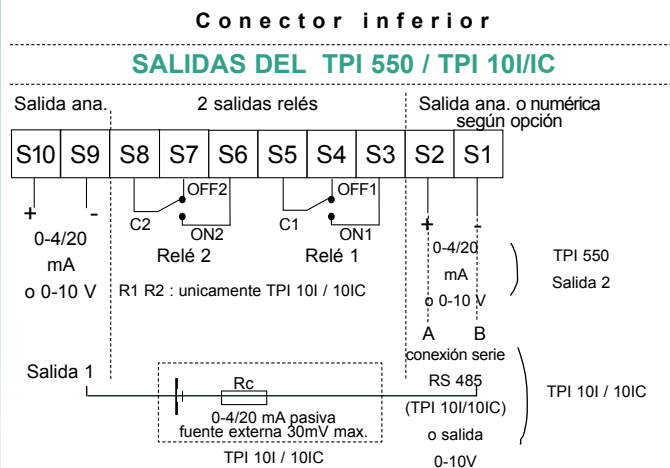 Conector inferior
SALIDAS DEL TPI 550 / TPI 10I/IC
Salida ana.
2 salidas relés
Salida ana. o numérica
según opción
S10 S9 S8 S7 S6 S5 S4 S3 S2 S1
OFF2
OFF1
+ -
C2
ON2
C1
ON1
+ -
0-4/20
mA
o 0-10 V
Relé 2
Relé 1
0-4/20
mA
o 0-10 V
TPI 550
Salida 2
R1 R2 : unicamente TPI 10I / 10IC
A B
conexión serie
RS 485
(TPI 10I/10IC)
o salida
0-10V
TPI 10I / 10IC
Salida 1
Rc
0-4/20 mA pasiva
fuente externa 30mV max.
TPI 10I / 10IC